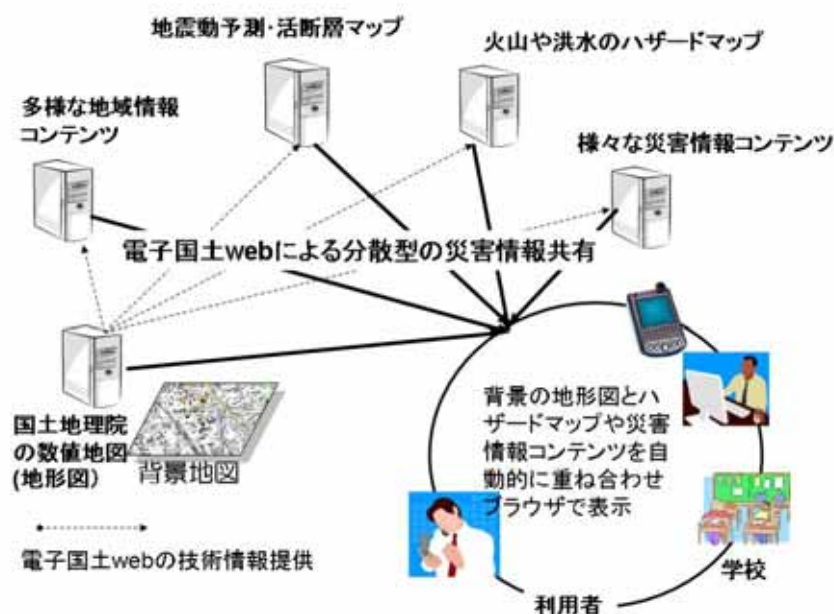 地震動予測・活断層マップ
火山や洪水のハザードマップ
多様な地域情報
コンテンツ
様々な災害情報コンテンツ
電子国土webによる分散型の災害情報共有
国土地理院
の数値地図
(地形図)
背景地図
背景の地形図とハ
ザードマップや災害
情報コンテンツを自
動的に重ね合わせ
ブラウザで表示
電子国土webの技術情報提供
学校
利用者